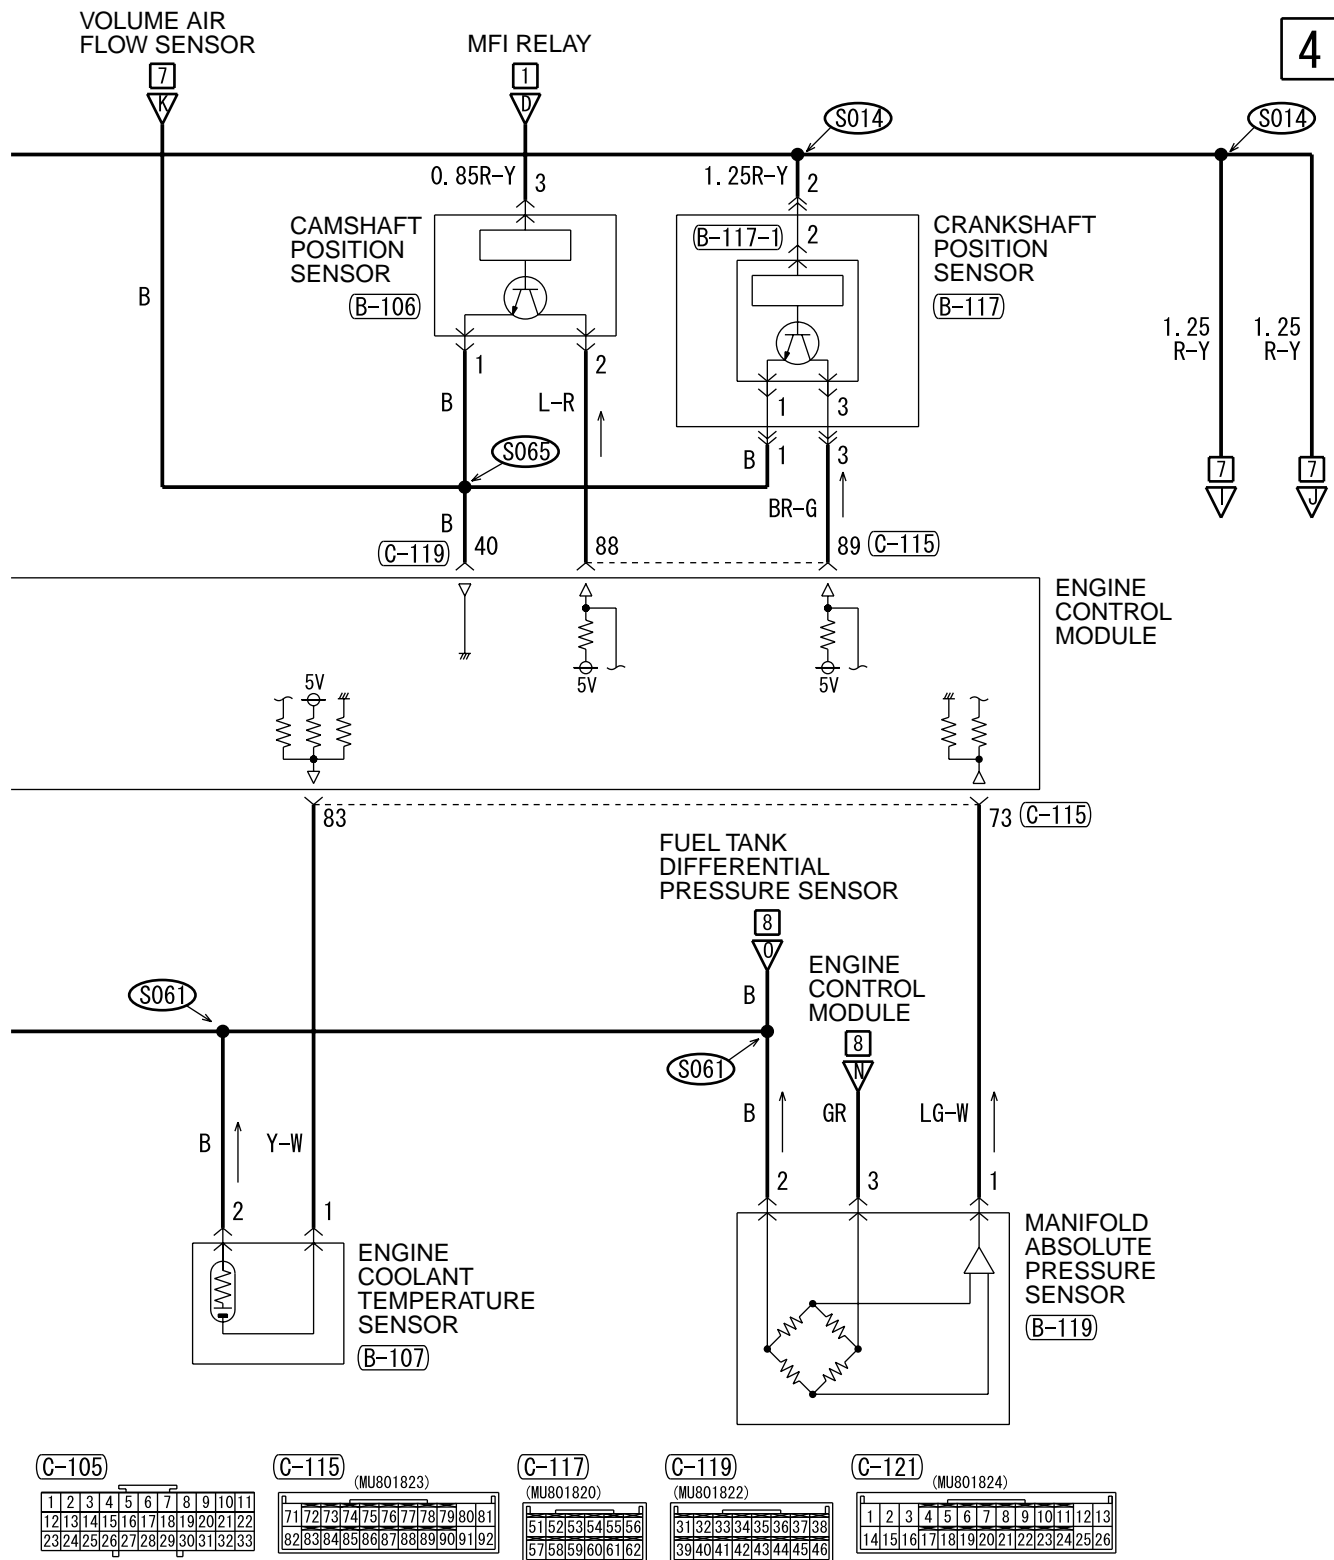 VOLUME AIR
FLOW SENSOR
7
K
MFI RELAY
1
D
4
S014
S014
0.85R-Y
3
1.25R-Y
2
CAMSHAFT
POSITION
SENSOR
B-106
B-117-1
2
CRANKSHAFT
POSITION
SENSOR
B-117
B
1.25
R-Y
1.25
R-Y
1
2
1
3
B
L-R
S065
B
1
3
BR-G
7
I
7
J
B
C-119
40
88
89
C-115
ENGINE
CONTROL
MODULE
5V
5V
5V
83
73
C-115
FUEL TANK
DIFFERENTIAL
PRESSURE SENSOR
8
O
ENGINE
CONTROL
MODULE
8
N
B
S061
S061
B
Y-W
B
GR
LG-W
2
1
2
3
1
ENGINE
COOLANT
TEMPERATURE
SENSOR
B-107
MANIFOLD
ABSOLUTE
PRESSURE
SENSOR
B-119
C-105
1 2 3 4 5 6 7 8 9 10 11
12 13 14 15 16 17 18 19 20 21 22
23 24 25 26 27 28 29 30 31 32 33
C-115
(MU801823)
71 72 73 74 75 76 77 78 79 80 81
82 83 84 85 86 87 88 89 90 91 92
C-117
(MU801820)
51 52 53 54 55 56
57 58 59 60 61 62
C-119
(MU801822)
31 32 33 34 35 36 37 38
39 40 41 42 43 44 45 46
C-121
(MU801824)
1 2 3 4 5 6 7 8 9 10 11 12 13
14 15 16 17 18 19 20 21 22 23 24 25 26